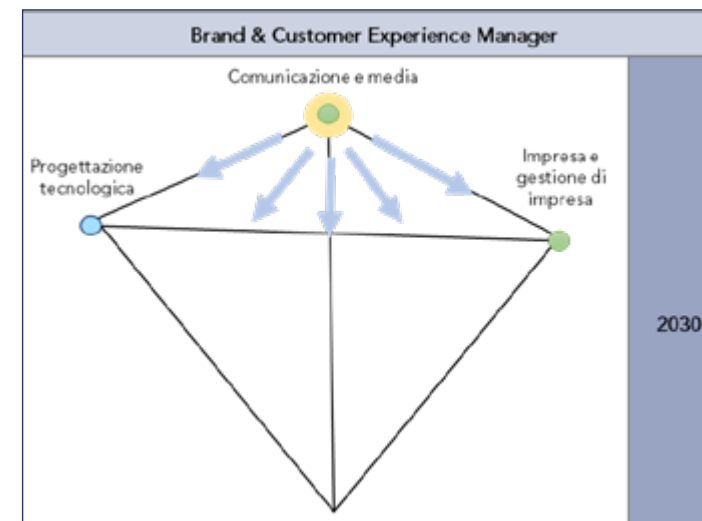 Brand & Customer Experience Manager
Comunicazione e media
Progettazione
tecnologica
Impresa e
gestione di
impresa
2030